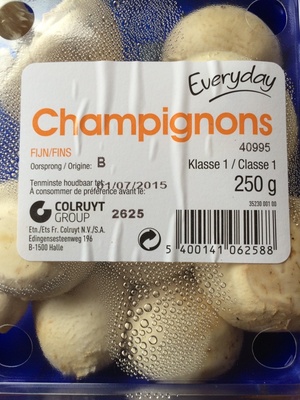 Everyday
Champignons
40995
FIJN/FINS
Oorsprong / Origine: B
Klasse 1 / Classe 1
Tenminste houdbaar tot:
01/07/2015
À consommer de préférence avant le:
250 g
35230 001 00
COLRUYT
GROUP
2625
Etn./Ets Fr. Colruyt N.V./S.A.
Edingensesteenweg 196
B-1500 Halle
5 400141 062588